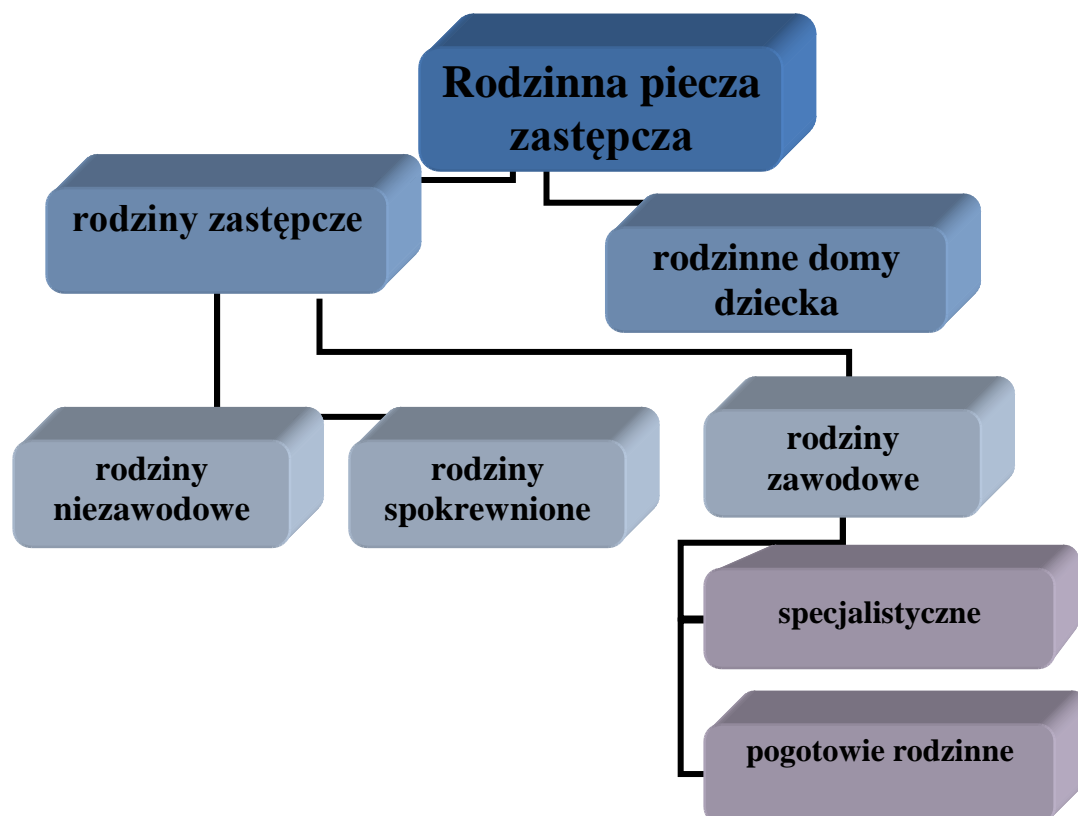 Rodzinna piecza
zastępcza
rodziny zastępcze
rodzinne domy
dziecka
rodziny
niezawodowe
rodziny
spokrewnione
rodziny
zawodowe
specjalistyczne
pogotowie rodzinne